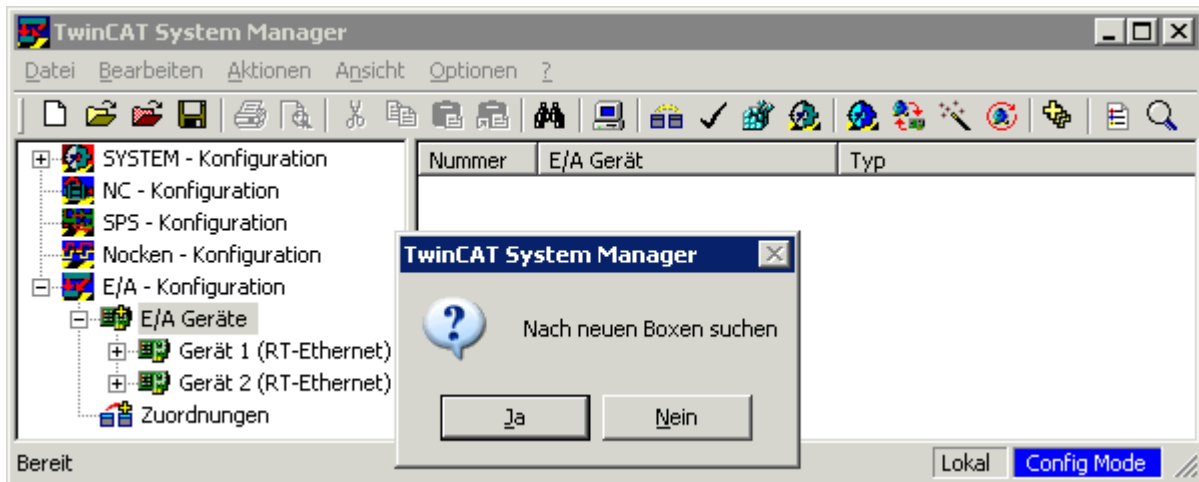 TwinCAT System Manager
Datei Bearbeiten Aktionen Ansicht Optionen ?
SYSTEM - Konfiguration
NC - Konfiguration
SPS - Konfiguration
Nocken - Konfiguration
E/A - Konfiguration
E/A Geräte
Gerät 1 (RT-Ethernet)
Gerät 2 (RT-Ethernet)
Zuordnungen
Nummer E/A Gerät Typ
TwinCAT System Manager
Nach neuen Boxen suchen
Ja Nein
Bereit Lokal Config Mode